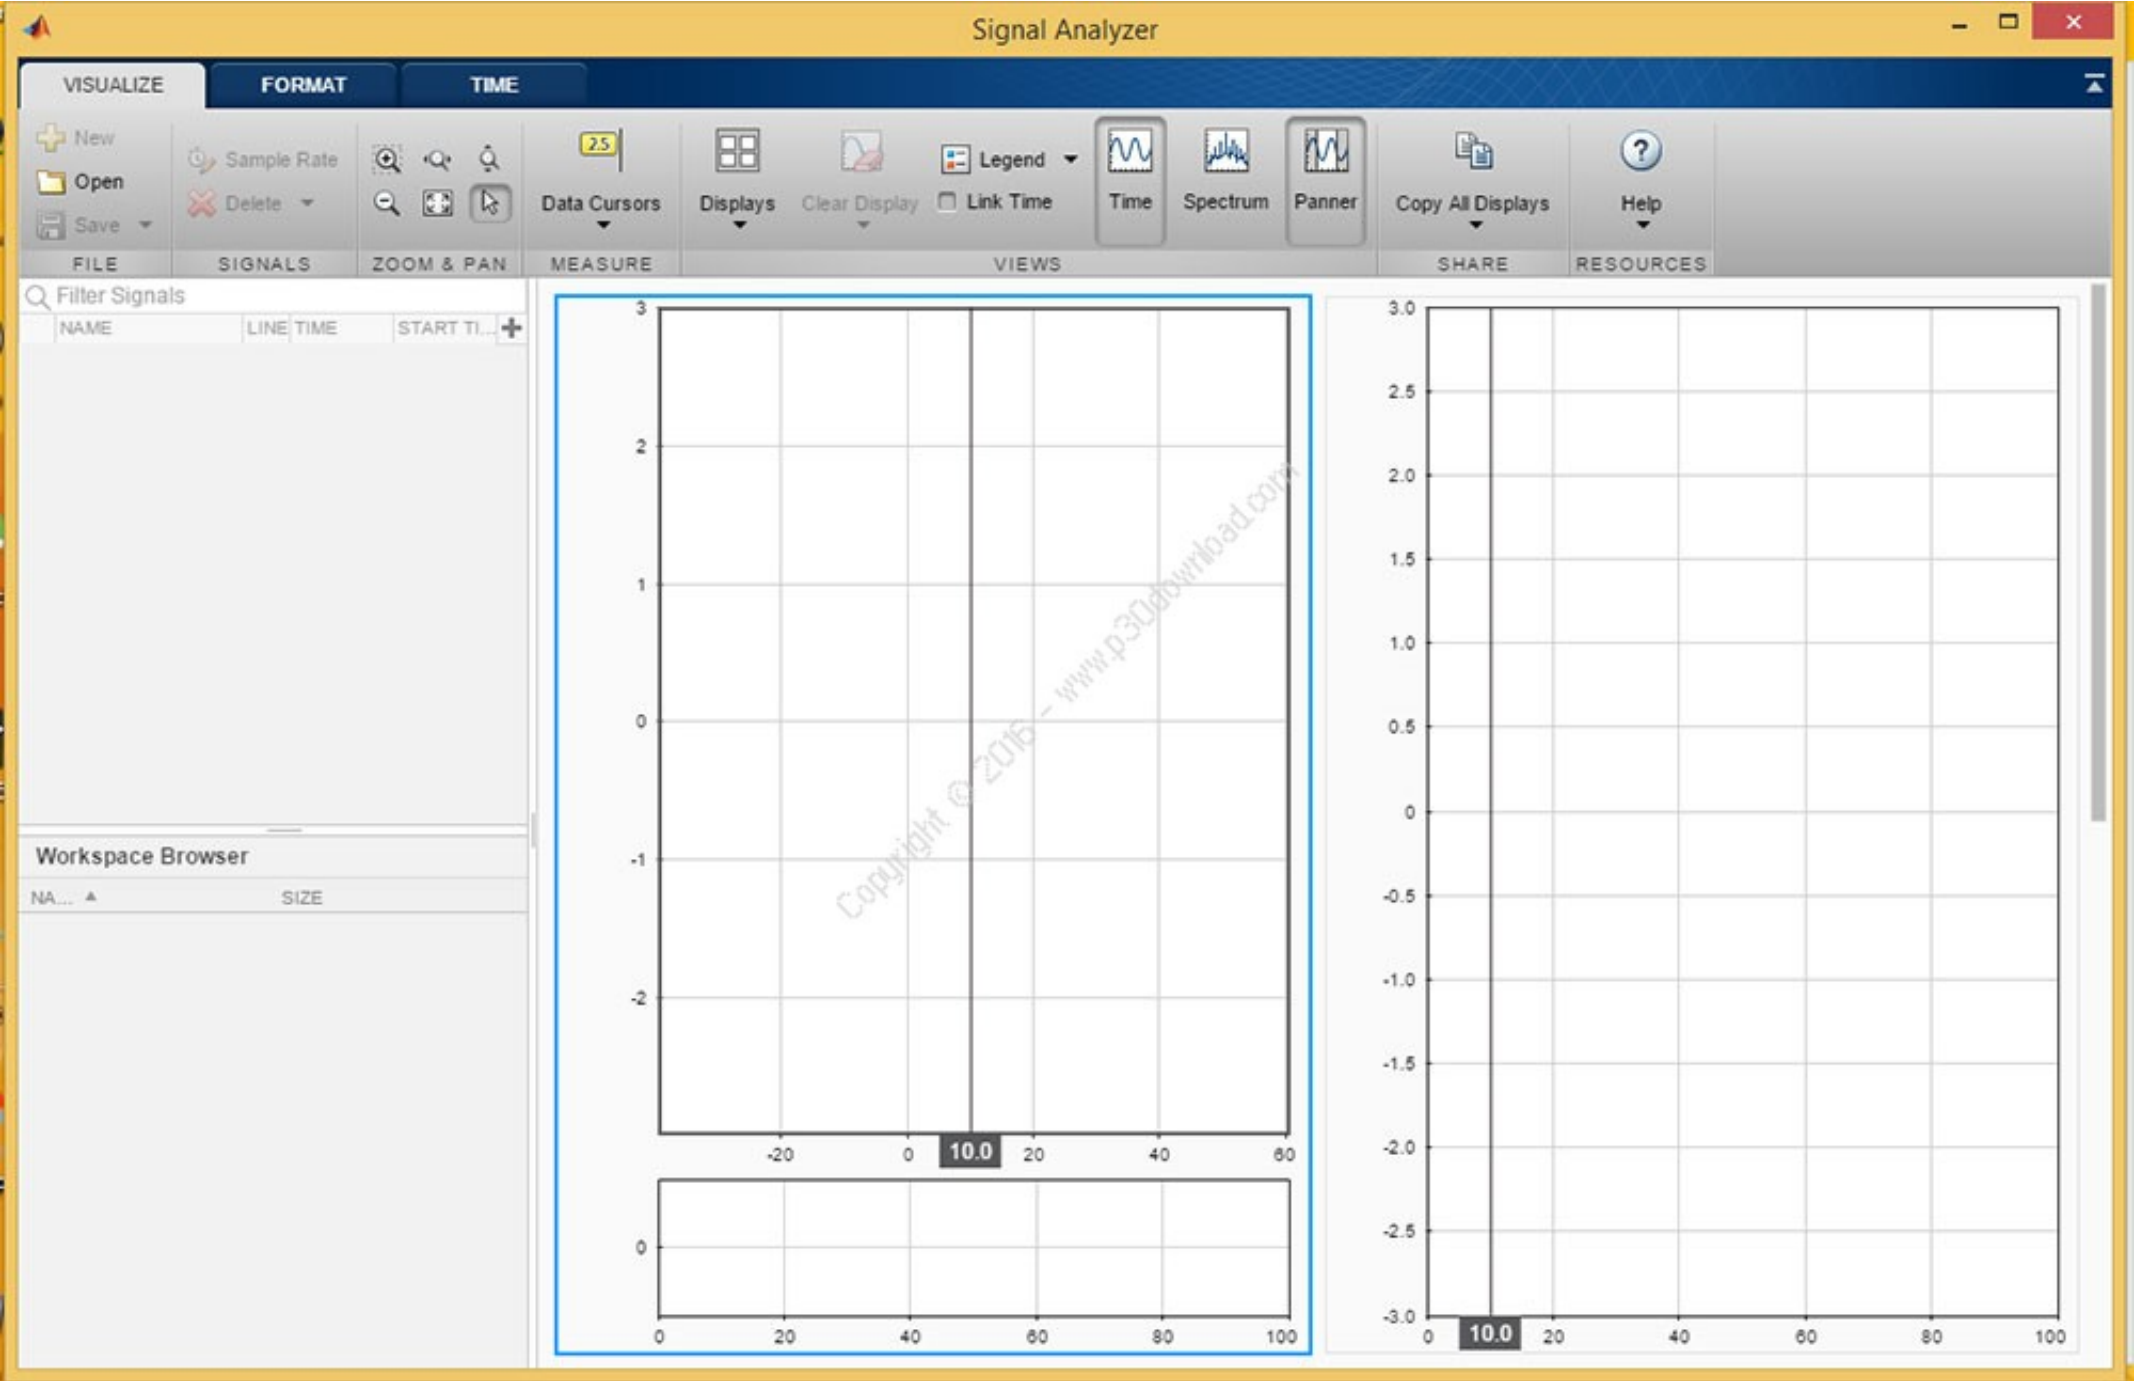 Signal Analyzer
VISUALIZE FORMAT TIME
New
Open
Save
FILE
Sample Rate
Delete
SIGNALS
ZOOM & PAN
2.5
Data Cursors
MEASURE
Displays
Clear Display
Legend
Link Time
Time
Spectrum
Panner
VIEWS
Copy All Displays
SHARE
?
Help
RESOURCES
Filter Signals
NAME LINE TIME START TI...
Workspace Browser
NA... SIZE
3
2
1
0
-1
-2
-20 0 10.0 20 40 60
0
0 20 40 60 80 100
Copyright © 2016 - www.p30download.com
3.0
2.5
2.0
1.5
1.0
0.5
0
-0.5
-1.0
-1.5
-2.0
-2.5
-3.0
0 10.0 20 40 60 80 100